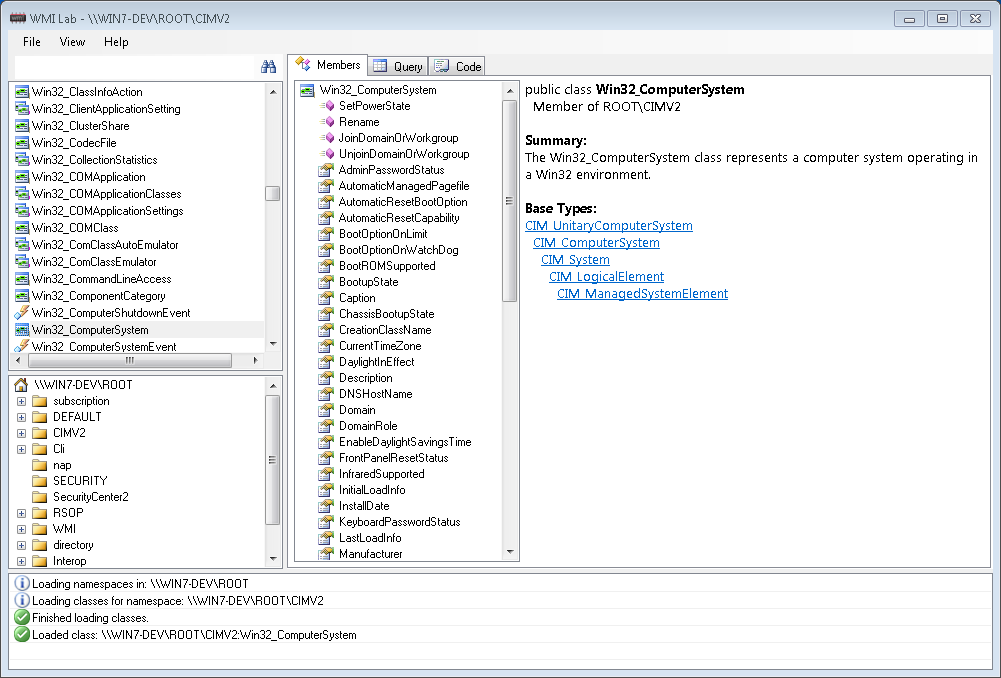 WMI Lab - \\WIN7-DEV\ROOT\CIMV2
File View Help
Members Query Code
Win32_ClassInfoAction
Win32_ClientApplicationSetting
Win32_ClusterShare
Win32_CodecFile
Win32_CollectionStatistics
Win32_COMApplication
Win32_COMApplicationClasses
Win32_COMApplicationSettings
Win32_COMClass
Win32_ComClassAutoEmulator
Win32_ComClassEmulator
Win32_CommandLineAccess
Win32_ComponentCategory
Win32_ComputerShutdownEvent
Win32_ComputerSystem
Win32_ComputerSystemEvent
\\WIN7-DEV\ROOT
subscription
DEFAULT
CIMV2
Cli
nap
SECURITY
SecurityCenter2
RSOP
WMI
directory
Interop
Win32_ComputerSystem
SetPowerState
Rename
JoinDomainOrWorkgroup
UnjoinDomainOrWorkgroup
AdminPasswordStatus
AutomaticManagedPagefile
AutomaticResetBootOption
AutomaticResetCapability
BootOptionOnLimit
BootOptionOnWatchDog
BootROMSupported
BootupState
Caption
ChassisBootupState
CreationClassName
CurrentTimeZone
DaylightInEffect
Description
DNSHostName
Domain
DomainRole
EnableDaylightSavingsTime
FrontPanelResetStatus
InfraredSupported
InitialLoadInfo
InstallDate
KeyboardPasswordStatus
LastLoadInfo
Manufacturer
public class Win32_ComputerSystem
Member of ROOT\CIMV2
Summary:
The Win32_ComputerSystem class represents a computer system operating in
a Win32 environment.
Base Types:
CIM_UnitaryComputerSystem
CIM_ComputerSystem
CIM_System
CIM_LogicalElement
CIM_ManagedSystemElement
Loading namespaces in: \\WIN7-DEV\ROOT
Loading classes for namespace: \\WIN7-DEV\ROOT\CIMV2
Finished loading classes.
Loaded class: \\WIN7-DEV\ROOT\CIMV2:Win32_ComputerSystem